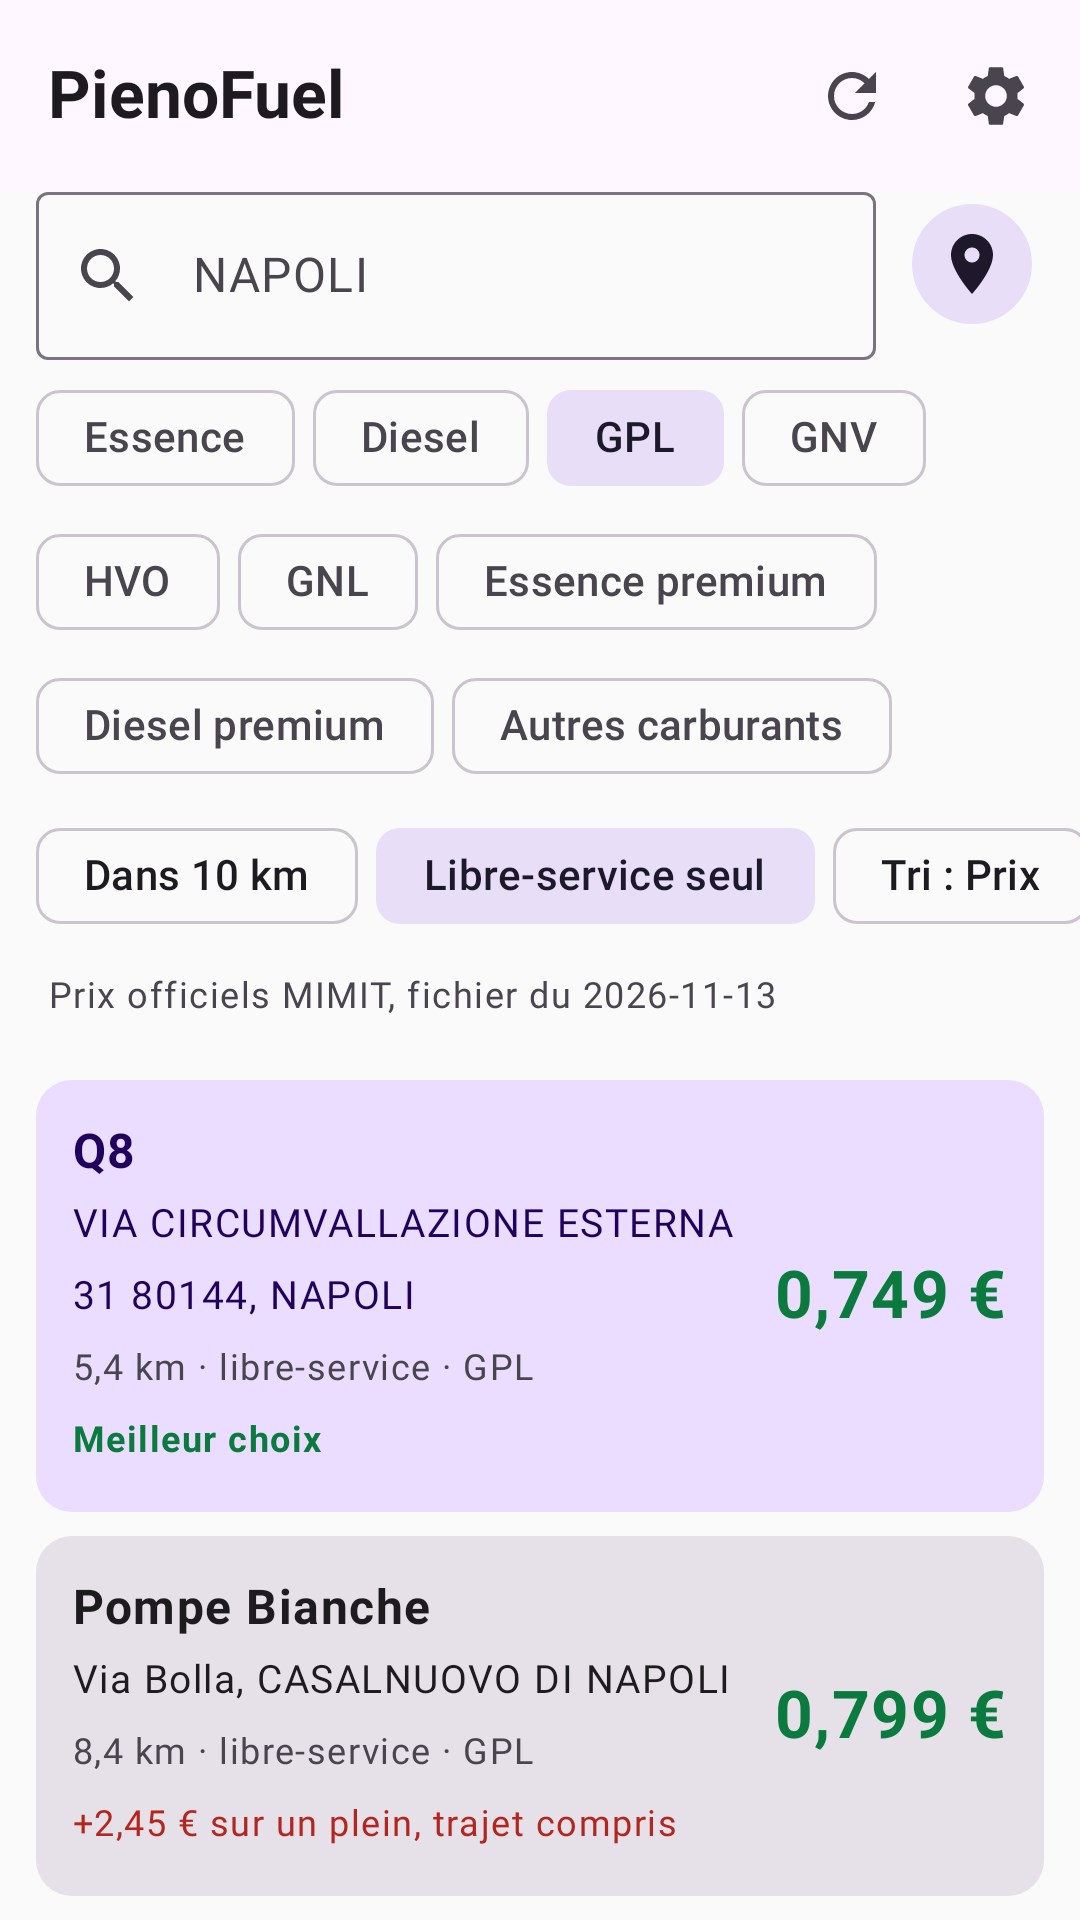 PienoFuel
NAPOLI
Essence Diesel GPL GNV
HVO GNL Essence premium
Diesel premium Autres carburants
Dans 10 km Libre-service seul Tri : Prix
Prix officiels MIMIT, fichier du 2026-11-13
Q8
VIA CIRCUMVALLAZIONE ESTERNA
31 80144, NAPOLI
0,749 €
5,4 km · libre-service · GPL
Meilleur choix
Pompe Bianche
Via Bolla, CASALNUOVO DI NAPOLI
0,799 €
8,4 km · libre-service · GPL
+2,45 € sur un plein, trajet compris